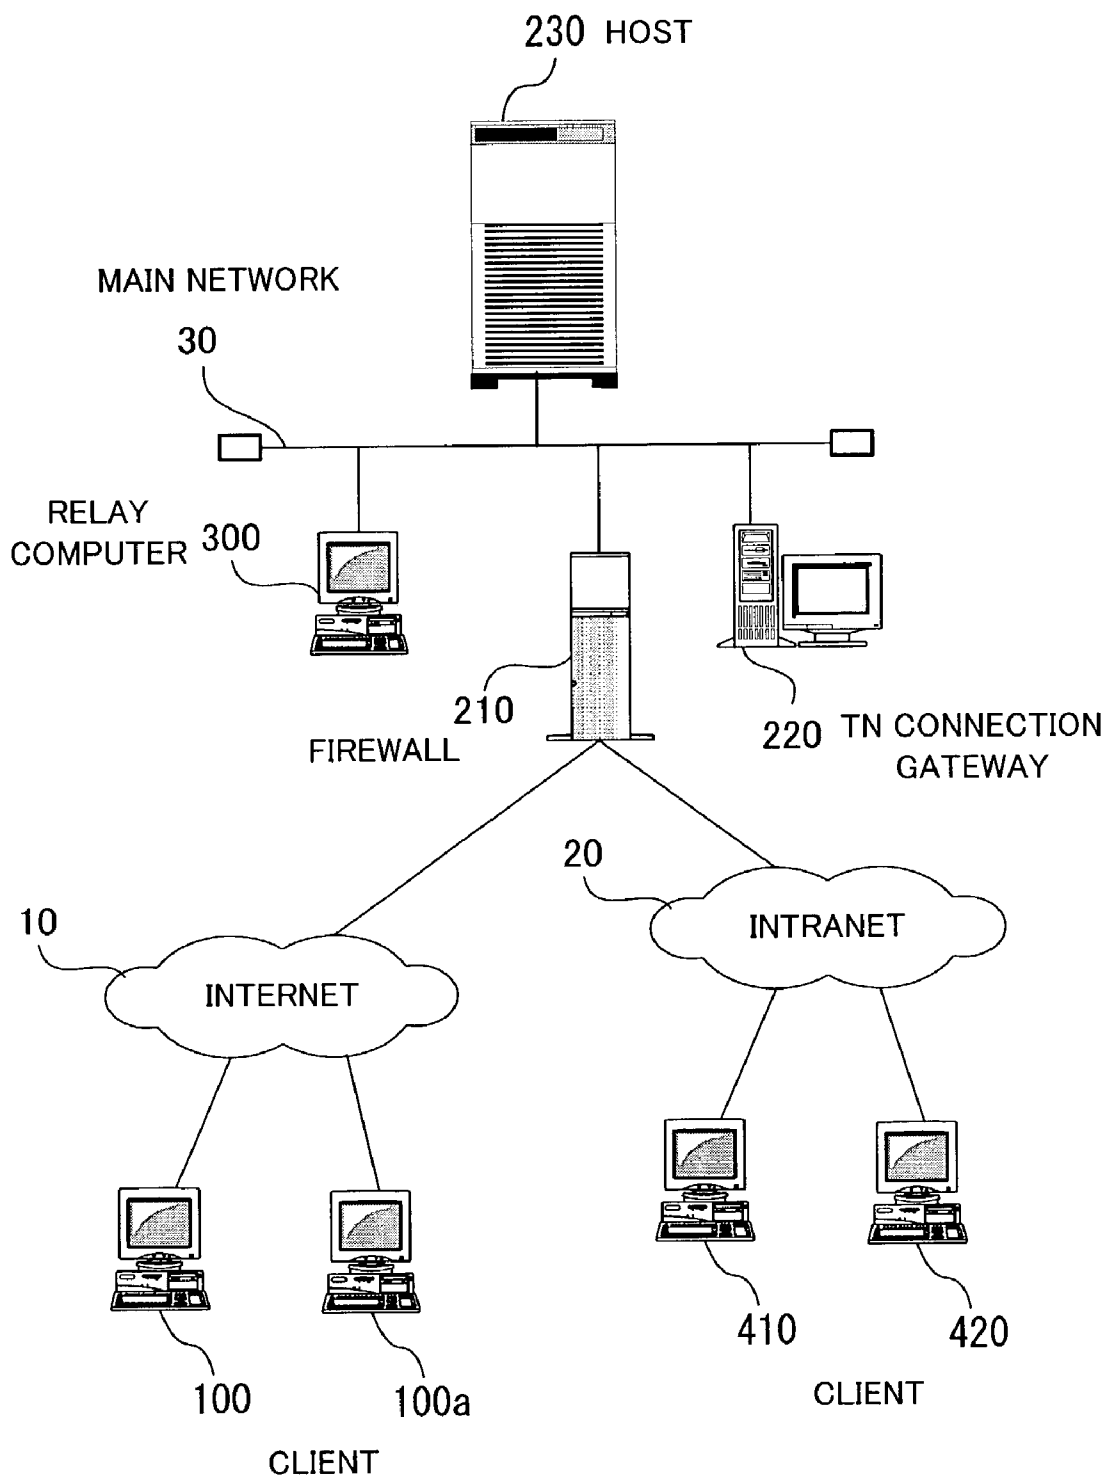 230 HOST
MAIN NETWORK
30
RELAY
COMPUTER 300
210
FIREWALL
220 TN CONNECTION
GATEWAY
20
INTRANET
10
INTERNET
410
420
CLIENT
100
100a
CLIENT